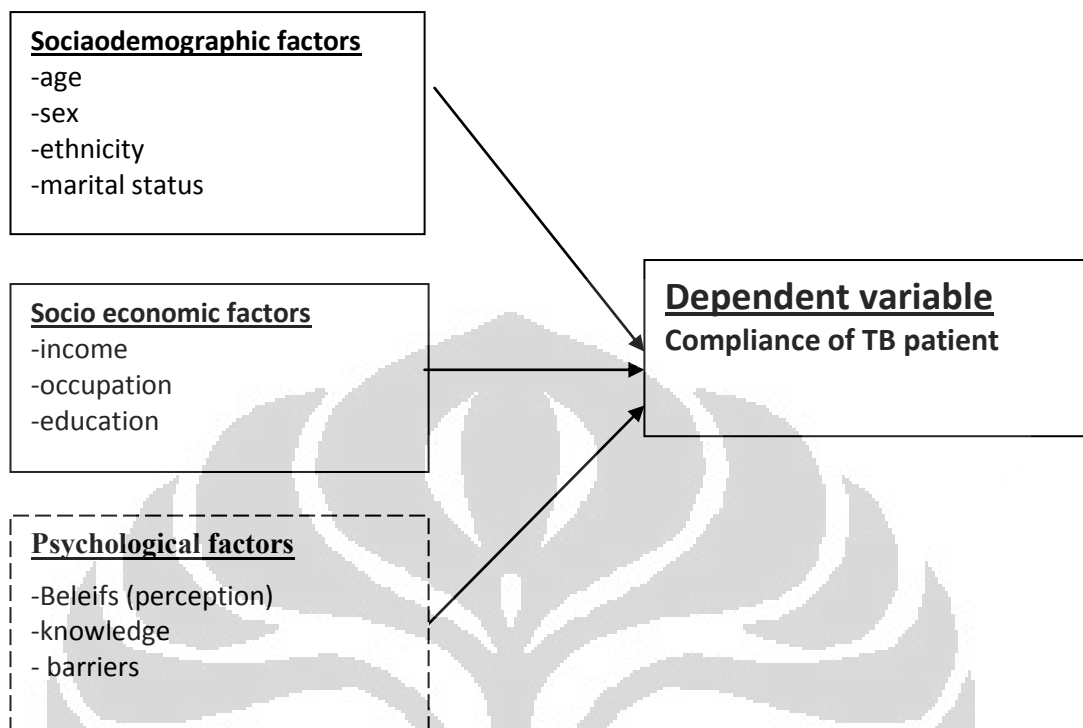 Sociaodemographic factors
-age
-sex
-ethnicity
-marital status
Socio economic factors
-income
-occupation
-education
Psychological factors
-Beleifs (perception)
-knowledge
- barriers
Dependent variable
Compliance of TB patient